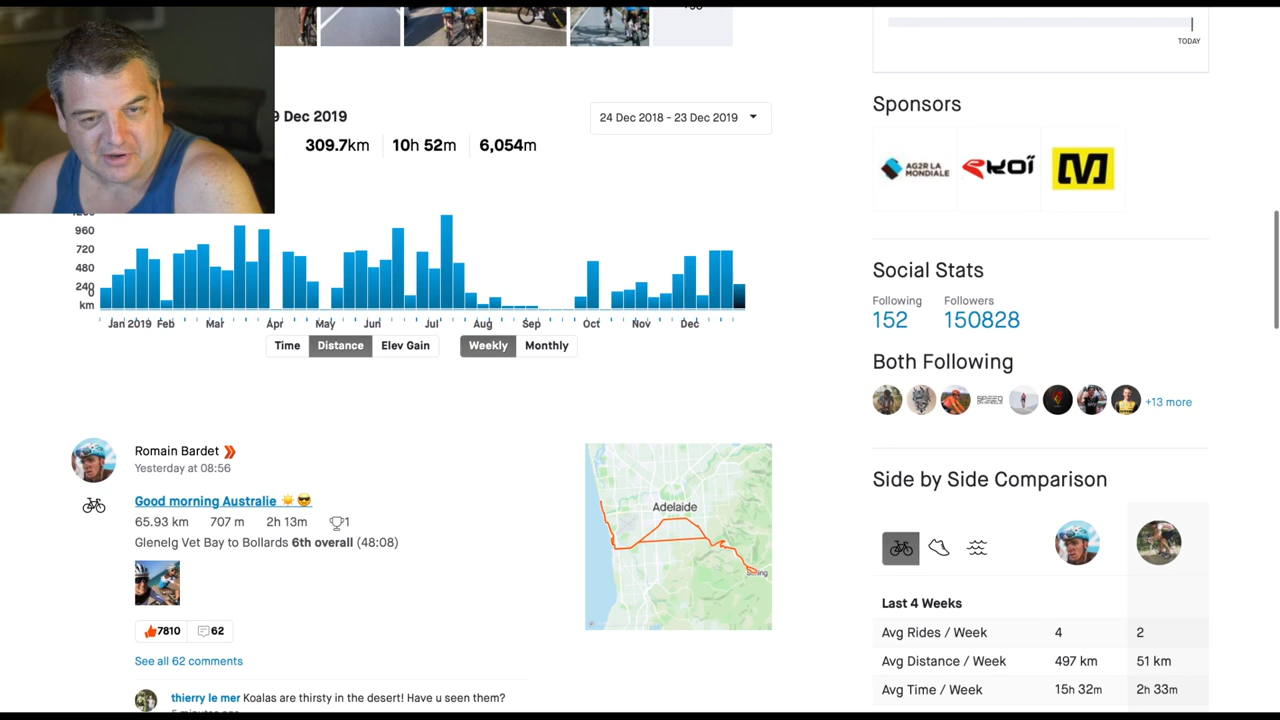 TODAY
Sponsors
AG2R LA
MONDIALE
EKOÏ
9 Dec 2019
24 Dec 2018 - 23 Dec 2019
309.7km
10h 52m
6,054m
960
720
480
240
0
km
Jan 2019 Feb Mar Apr May Jun Jul Aug Sep Oct Nov Dec
Time Distance Elev Gain Weekly Monthly
Social Stats
Following Followers
152 150828
Both Following
+13 more
Romain Bardet
Yesterday at 08:56
Good morning Australie
65.93 km 707 m 2h 13m 1
Glenelg Vet Bay to Bollards 6th overall (48:08)
7810 62
See all 62 comments
thierry le mer Koalas are thirsty in the desert! Have u seen them?
Adelaide
Side by Side Comparison
Last 4 Weeks
Avg Rides / Week 4 2
Avg Distance / Week 497 km 51 km
Avg Time / Week 15h 32m 2h 33m